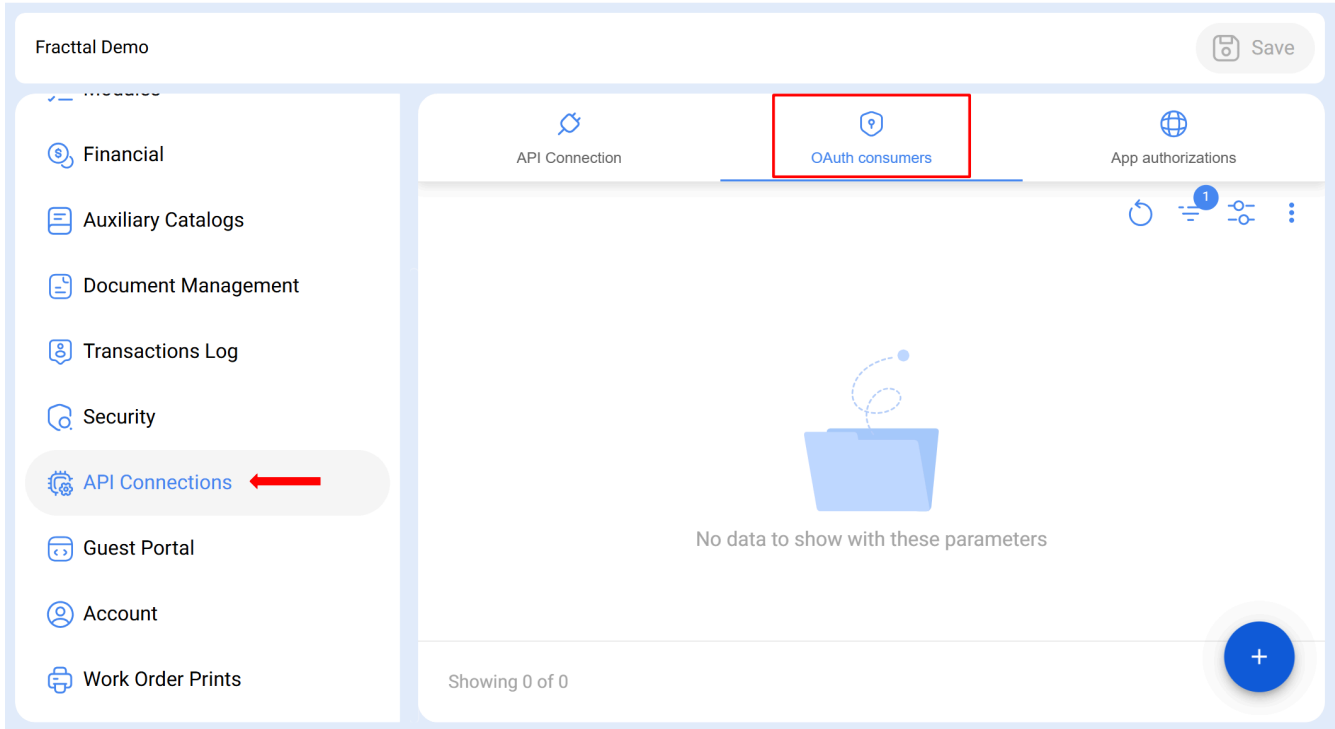 Fracttal Demo
Save
Modules
Financial
Auxiliary Catalogs
Document Management
Transactions Log
Security
API Connections
Guest Portal
Account
Work Order Prints
API Connection
OAuth consumers
App authorizations
1
No data to show with these parameters
Showing 0 of 0